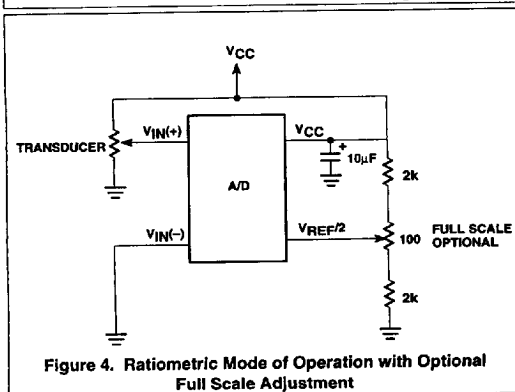 VCC
VIN(+)
VCC
TRANSDUCER
+
10µF
2k
A/D
VIN(–)
VREF/2
100
FULL SCALE
OPTIONAL
2k
Figure 4. Ratiometric Mode of Operation with Optional
Full Scale Adjustment